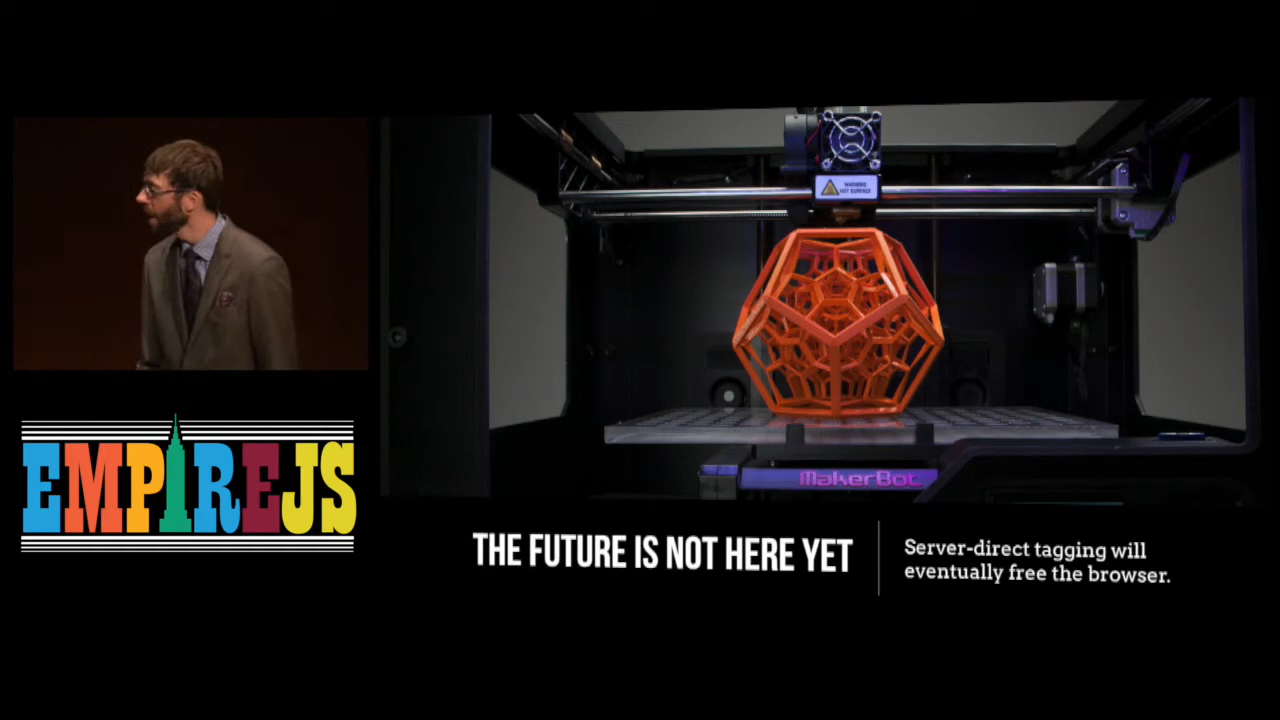 WARNING
HOT SURFACE
MakerBot
EMPIREJS
THE FUTURE IS NOT HERE YET
Server-direct tagging will
eventually free the browser.